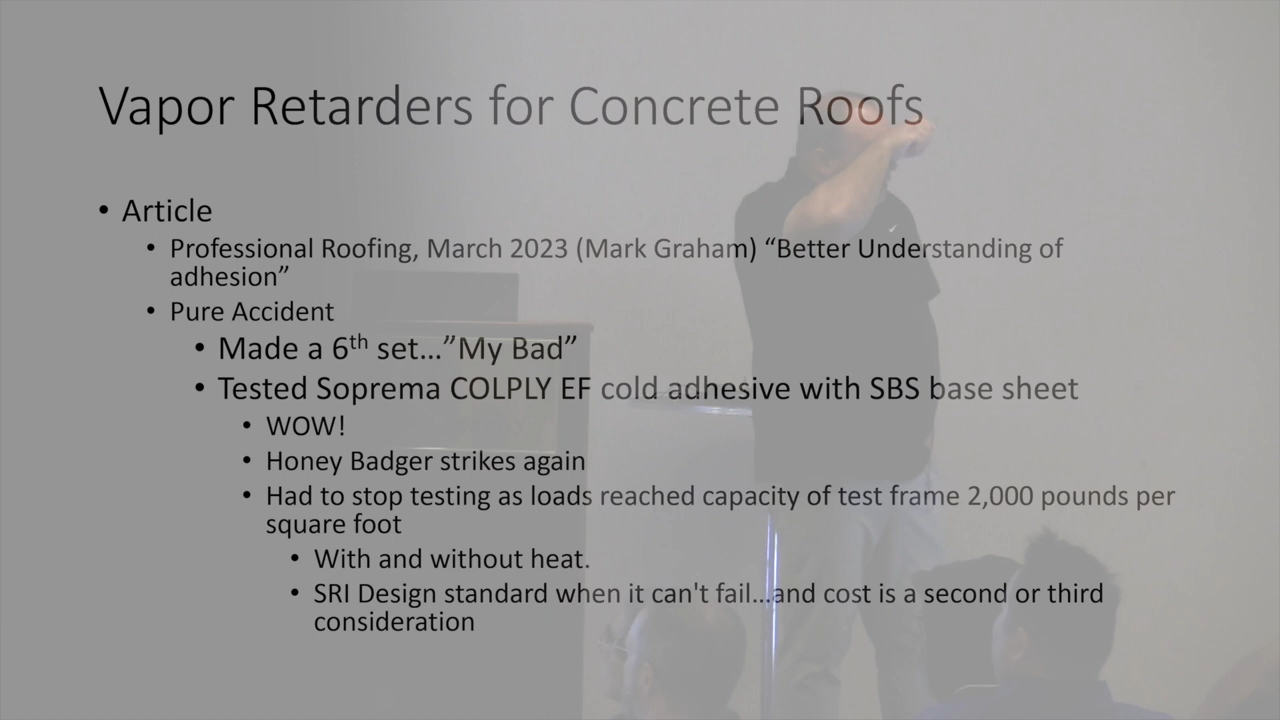 Vapor Retarders for Concrete Roofs
• Article
• Professional Roofing, March 2023 (Mark Graham) “Better Understanding of
adhesion”
• Pure Accident
• Made a 6th set...”My Bad”
• Tested Soprema COLPLY EF cold adhesive with SBS base sheet
• WOW!
• Honey Badger strikes again
• Had to stop testing as loads reached capacity of test frame 2,000 pounds per
square foot
• With and without heat.
• SRI Design standard when it can't fail...and cost is a second or third
consideration